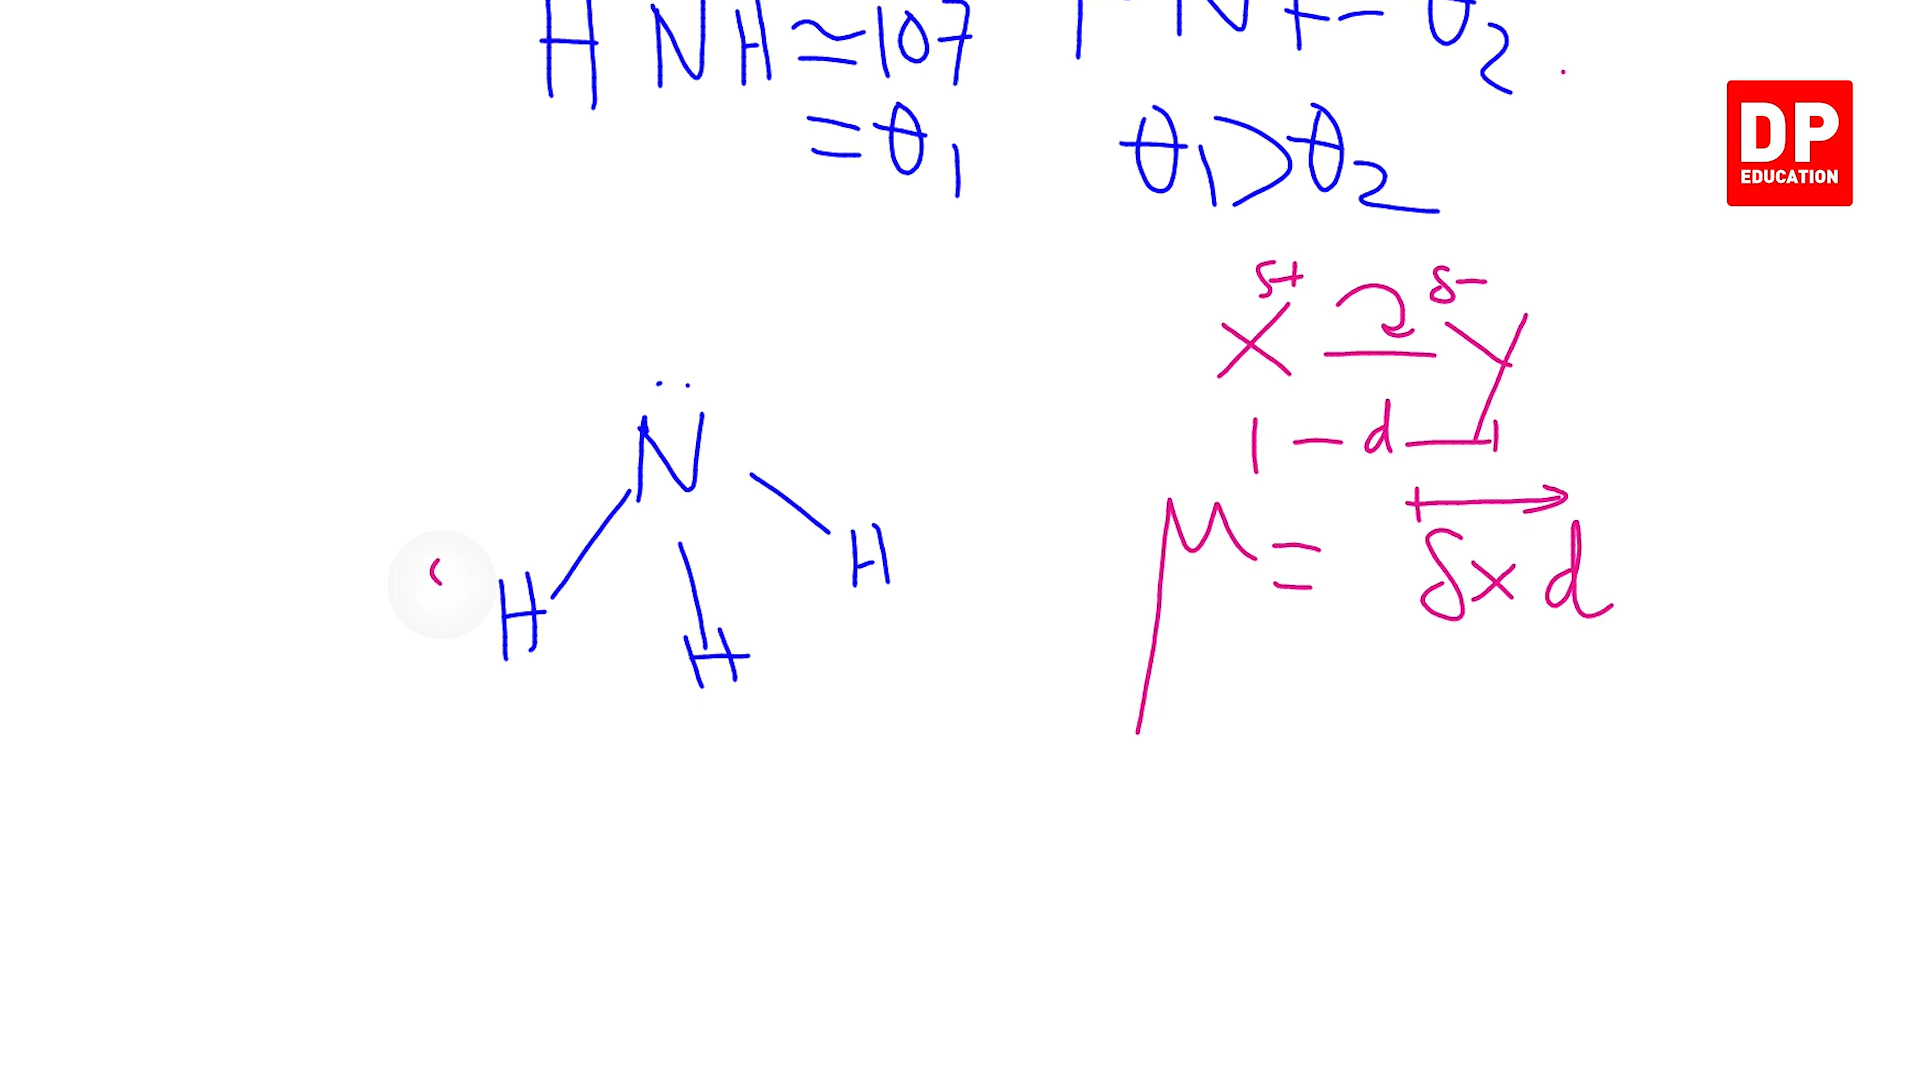 HNH ≃ 107
= θ₁
FNF = θ₂
θ₁ > θ₂
DP
EDUCATION
δ+ δ-
X — Y
d
N
H
H
H
μ = δ × d